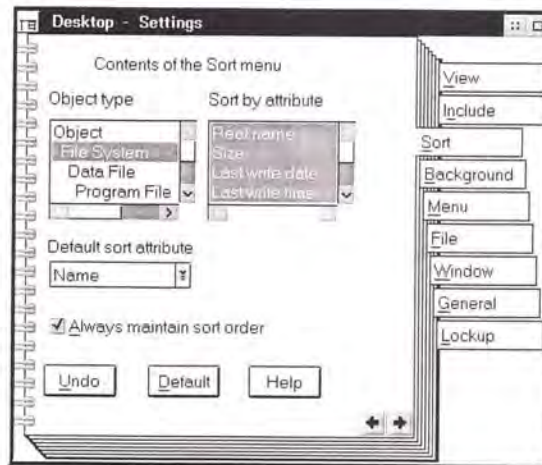 Desktop - Settings
Contents of the Sort menu
Object type
Object
File System
Data File
Program File
Sort by attribute
Real name
Size
Last write date
Last write time
Default sort attribute
Name
Always maintain sort order
Undo
Default
Help
View
Include
Sort
Background
Menu
File
Window
General
Lockup